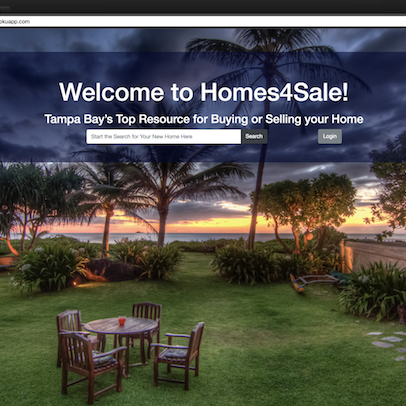 okuapp.com
Welcome to Homes4Sale!
Tampa Bay's Top Resource for Buying or Selling your Home
Start the Search for Your New Home Here
Search
Login